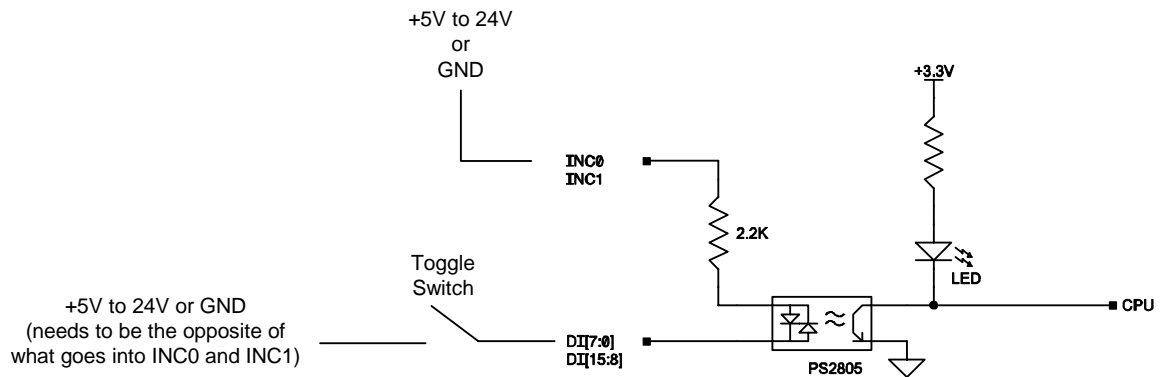 +5V to 24V
or
GND
+3.3V
INC0
INC1
2.2K
LED
Toggle
Switch
+5V to 24V or GND
(needs to be the opposite of
what goes into INC0 and INC1)
CPU
DI[7:0]
DI[15:8]
PS2805